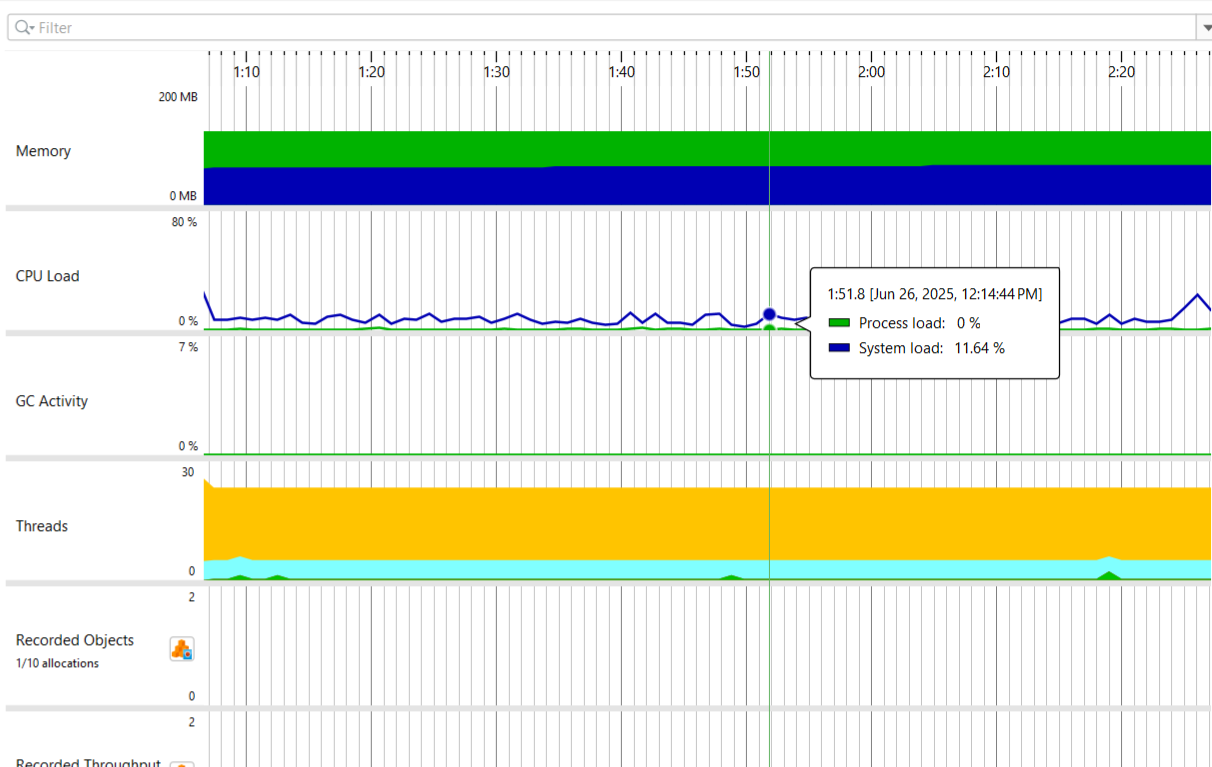 Filter
1:10 1:20 1:30 1:40 1:50 2:00 2:10 2:20
200 MB
Memory
0 MB
80 %
CPU Load
0 %
1:51.8 [Jun 26, 2025, 12:14:44 PM]
Process load: 0 %
System load: 11.64 %
7 %
GC Activity
0 %
30
Threads
0
2
Recorded Objects
1/10 allocations
0
2
Recorded Throughput